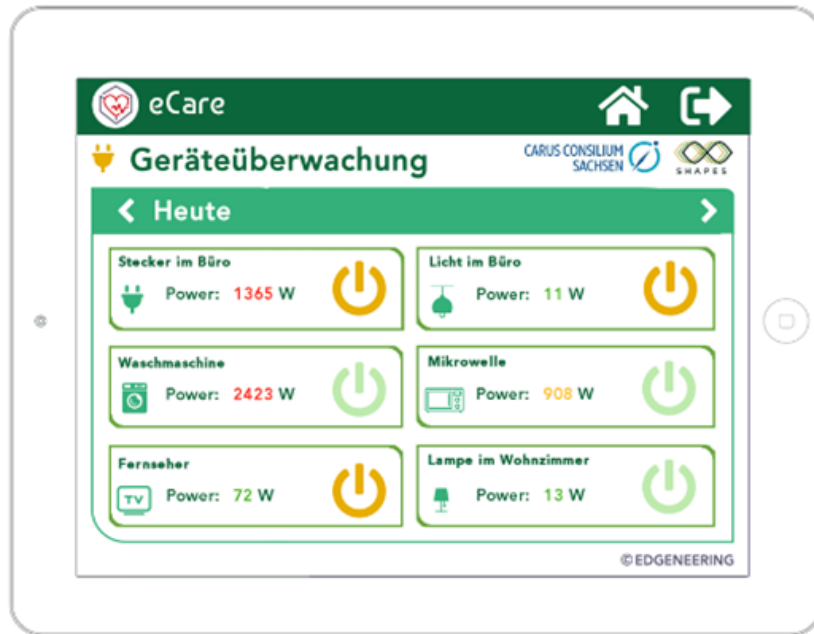 eCare
Geräteüberwachung
CARUS CONSILIUM
SACHSEN
SHAPES
Heute
Stecker im Büro
Power: 1365 W
Licht im Büro
Power: 11 W
Waschmaschine
Power: 2423 W
Mikrowelle
Power: 908 W
Fernseher
TV
Power: 72 W
Lampe im Wohnzimmer
Power: 13 W
©EDGENEERING